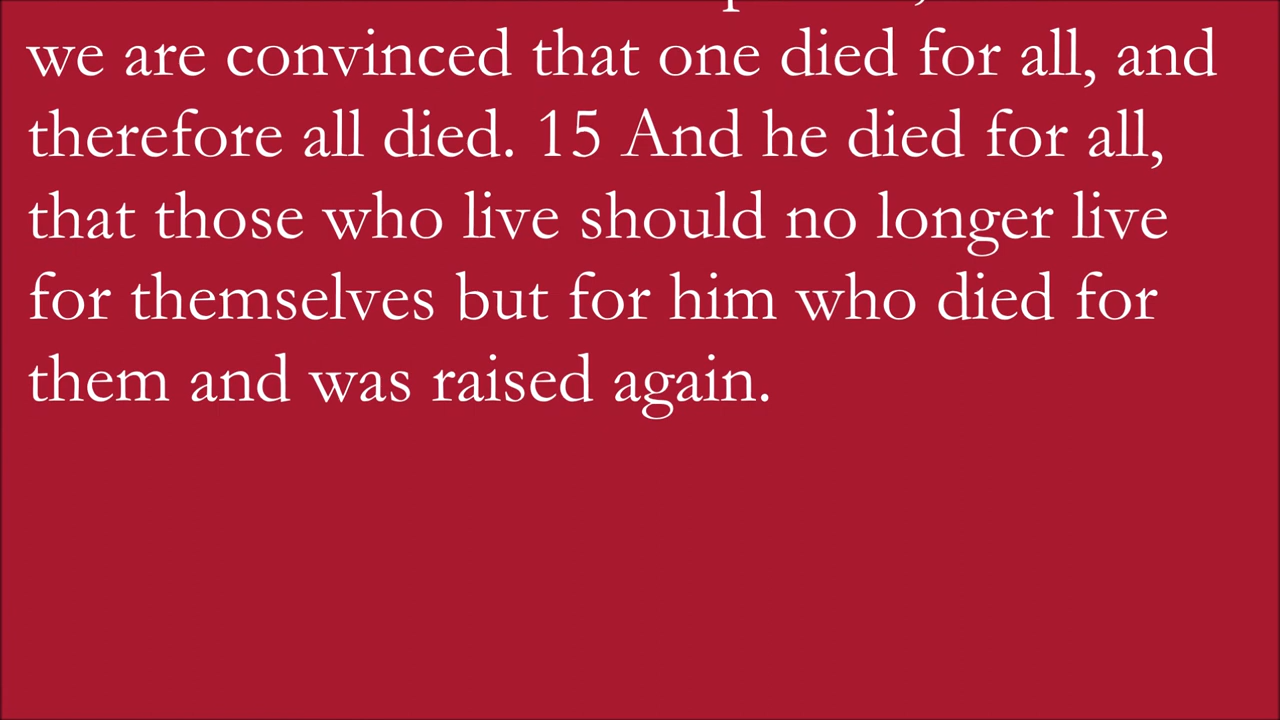 we are convinced that one died for all, and
therefore all died. 15 And he died for all,
that those who live should no longer live
for themselves but for him who died for
them and was raised again.